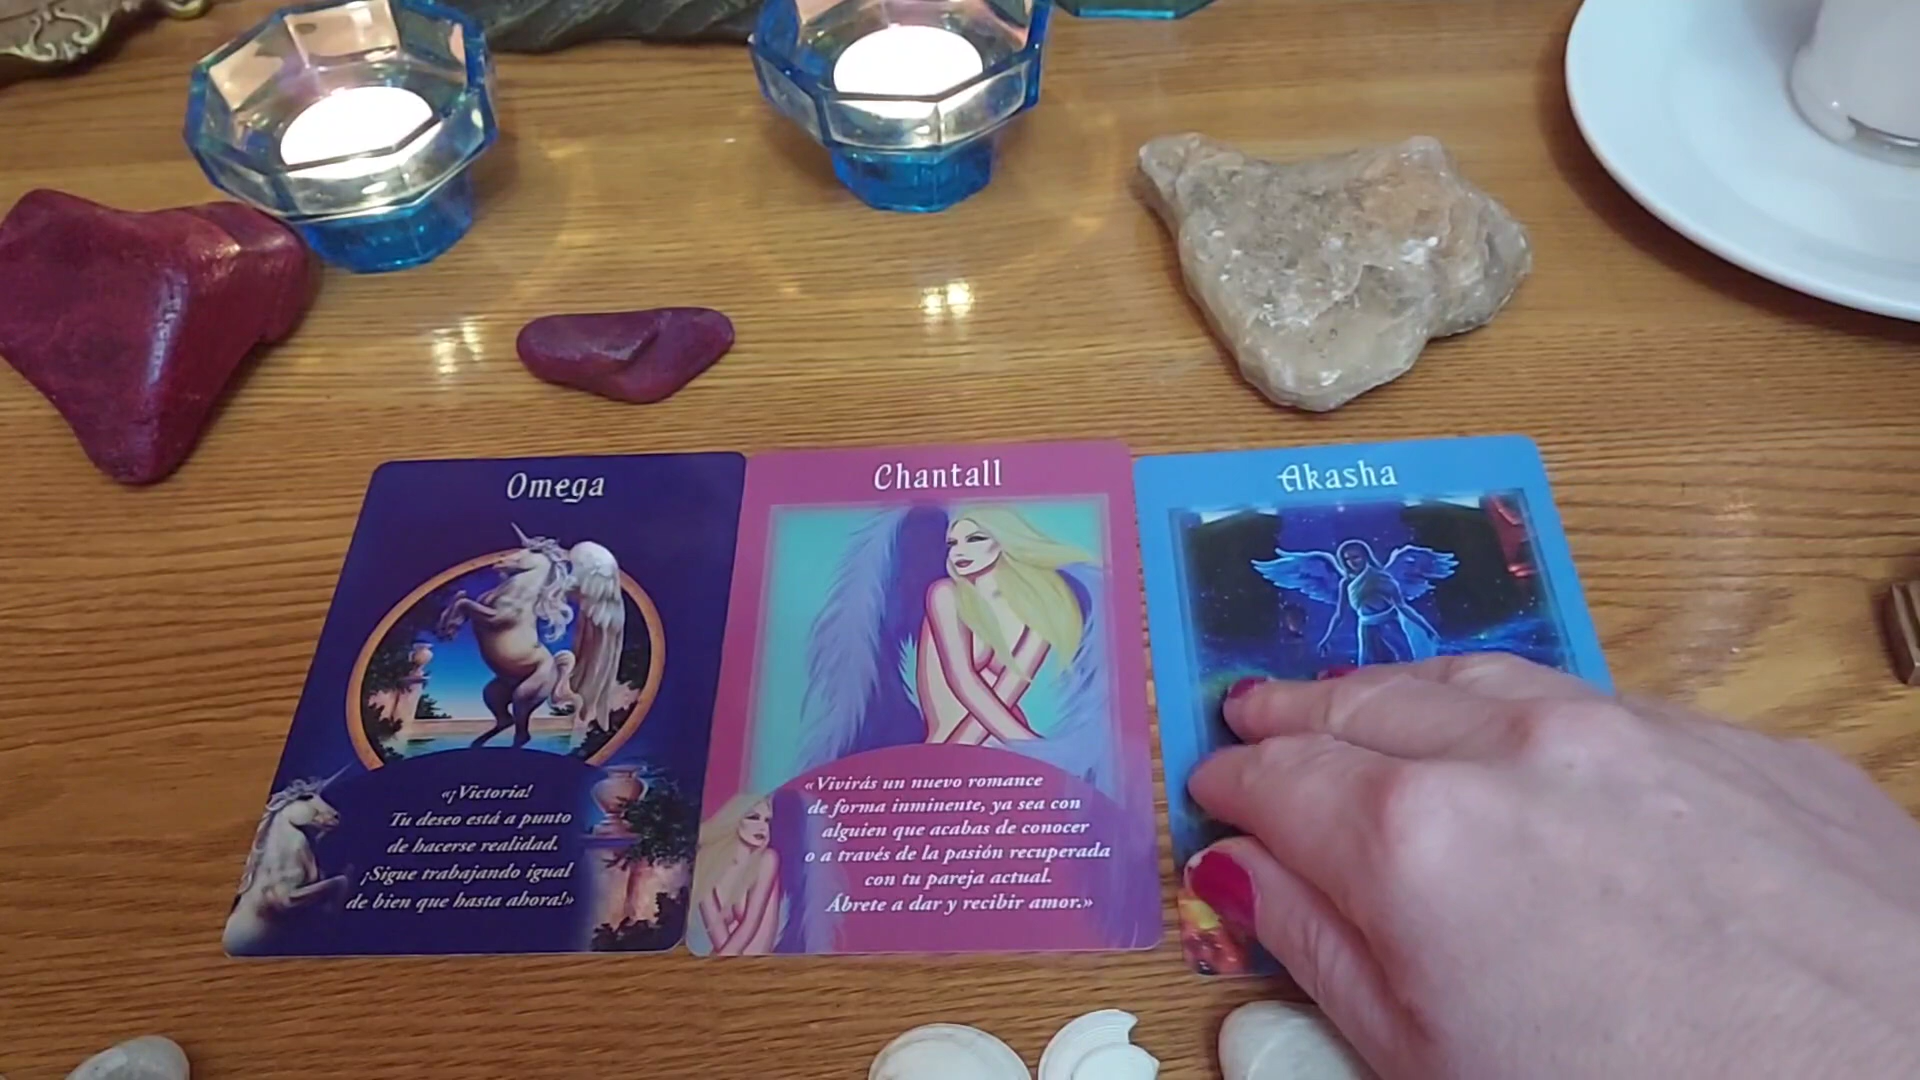 Omega
«¡Victoria!
Tu deseo está a punto
de hacerse realidad.
¡Sigue trabajando igual
de bien que hasta ahora!»
Chantall
«Vivirás un nuevo romance
de forma inminente, ya sea con
alguien que acabas de conocer
o a través de la pasión recuperada
con tu pareja actual.
Ábrete a dar y recibir amor.»
Akasha